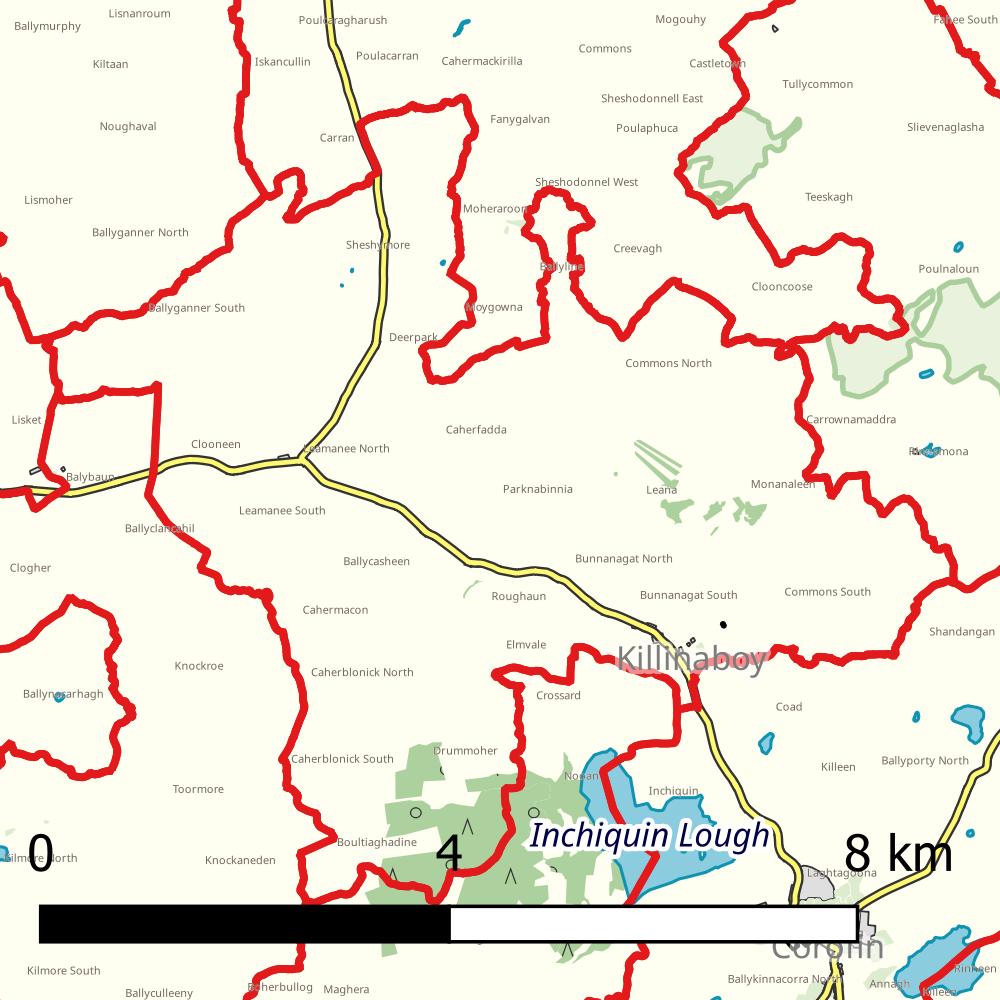 Lisnanroum
Poulcaragharush
Mogouhy
Fahee South
Ballymurphy
Commons
Poulacarran
Cahermackirilla
Iskancullin
Kiltaan
Castletown
Tullycommon
Sheshodonnell East
Fanygalvan
Noughaval
Poulaphuca
Slievenaglasha
Carran
Sheshodonnel West
Lismoher
Teeskagh
Moheraroon
Ballyganner North
Sheshymore
Creevagh
Ballyline
Poulnaloun
Clooncoose
Ballyganner South
Moygowna
Deerpark
Commons North
Lisket
Carrownamaddra
Caherfadda
Clooneen
Leamanee North
Balybaun
Parknabinnia
Leana
Monanaleen
Leamanee South
Ballyclancahil
Ballycasheen
Bunnanagat North
Clogher
Roughaun
Bunnanagat South
Commons South
Cahermacon
Shandangan
Elmvale
Killinaboy
Knockroe
Caherblonick North
Ballynacarhagh
Crossard
Coad
Drummoher
Caherblonick South
Killeen
Ballyporty North
Nooan
Toormore
Inchiquin
Inchiquin Lough
Boultiaghadine
0 4 8 km
Kilmore North
Knockaneden
Laghtagoona
Corofin
Kilmore South
Rinneen
Ballykinnacorra North
Annagh
Killeen
Boherbullog
Maghera
Ballyculleeny